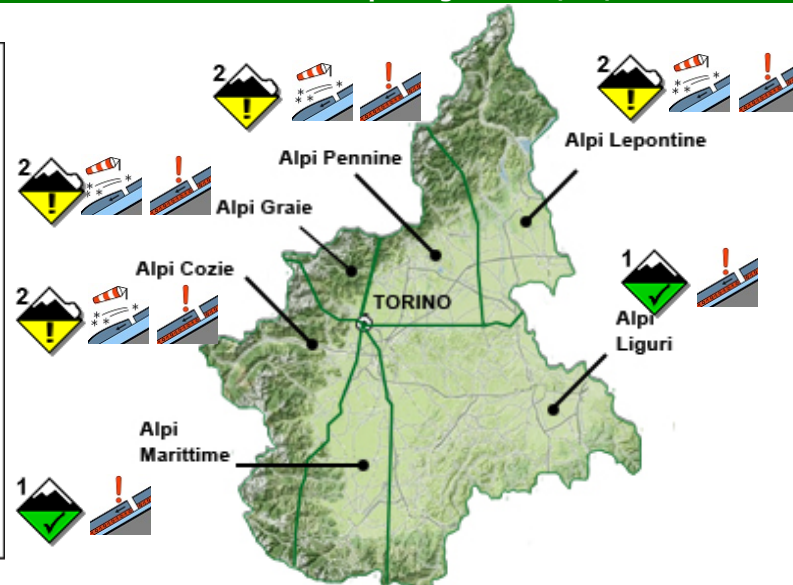 2
2
Alpi Lepontine
Alpi Pennine
2
Alpi Graie
Alpi Cozie
1
TORINO
2
Alpi
Liguri
Alpi
Marittime
1